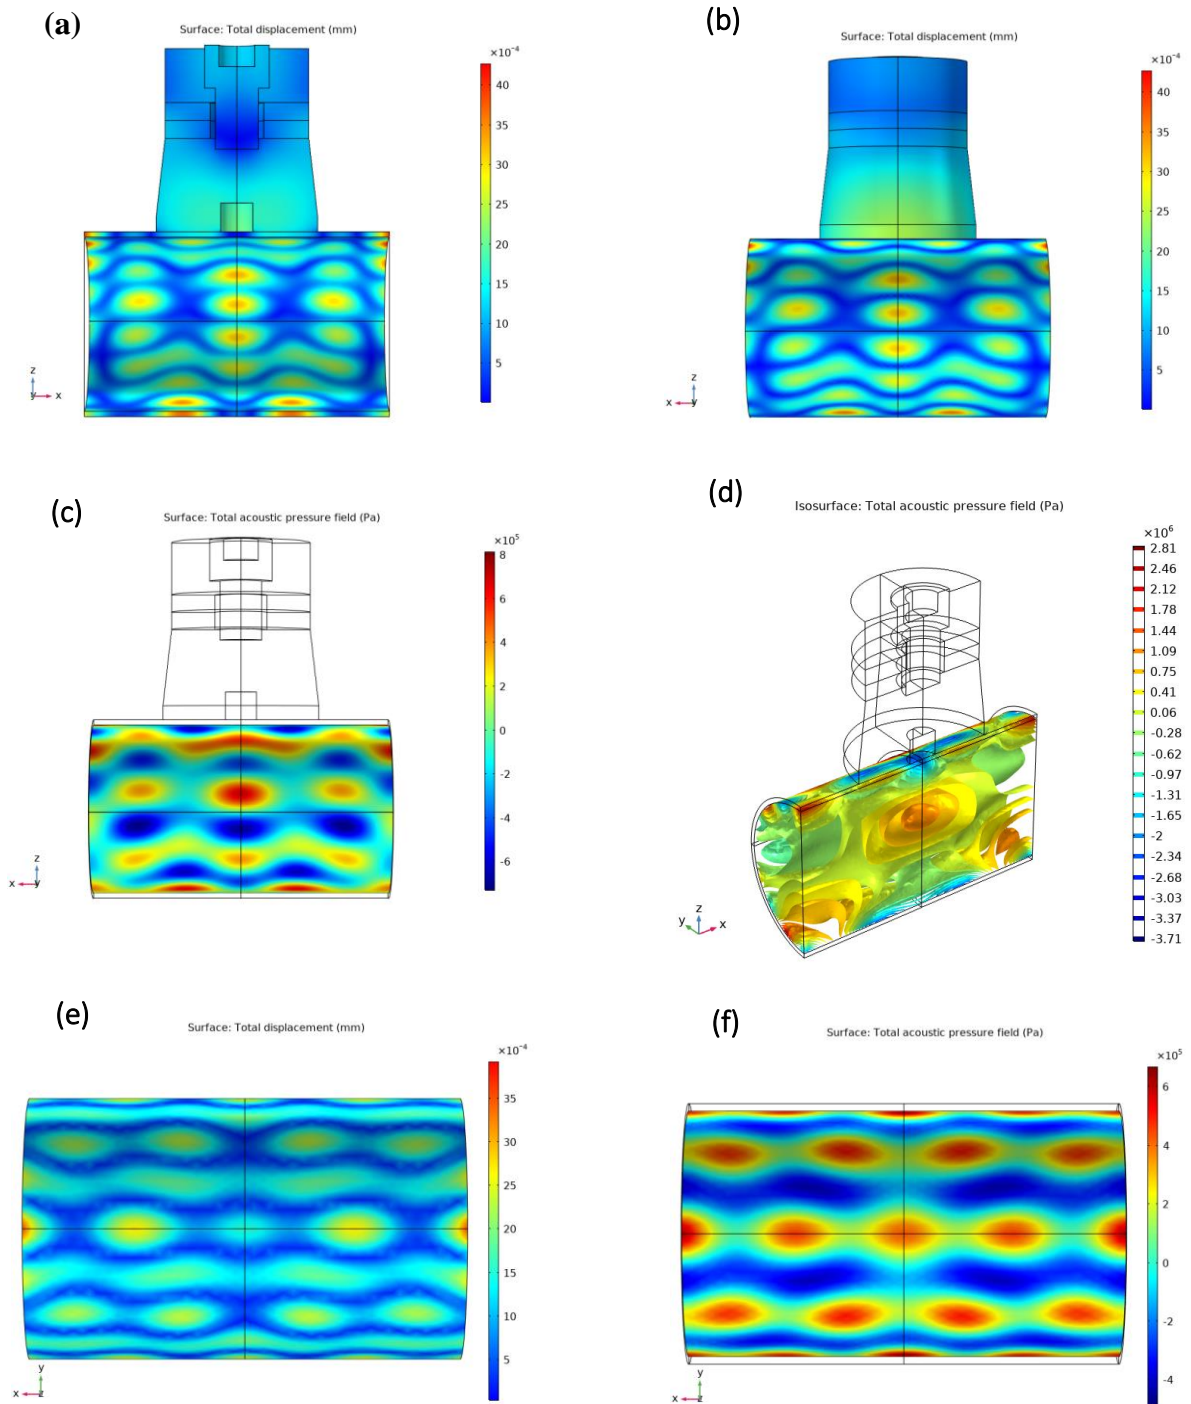 (a)
Surface: Total displacement (mm)
×10⁻⁴
40
35
30
25
20
15
10
5
z
y
x
(b)
Surface: Total displacement (mm)
×10⁻⁴
40
35
30
25
20
15
10
5
z
x
y
(c)
Surface: Total acoustic pressure field (Pa)
×10⁵
8
6
4
2
0
-2
-4
-6
z
x
y
(d)
Isosurface: Total acoustic pressure field (Pa)
×10⁶
2.81
2.46
2.12
1.78
1.44
1.09
0.75
0.41
0.06
-0.28
-0.62
-0.97
-1.31
-1.65
-2
-2.34
-2.68
-3.03
-3.37
-3.71
z
y
x
(e)
Surface: Total displacement (mm)
×10⁻⁴
35
30
25
20
15
10
5
y
x
z
(f)
Surface: Total acoustic pressure field (Pa)
×10⁵
6
4
2
0
-2
-4
y
x
z